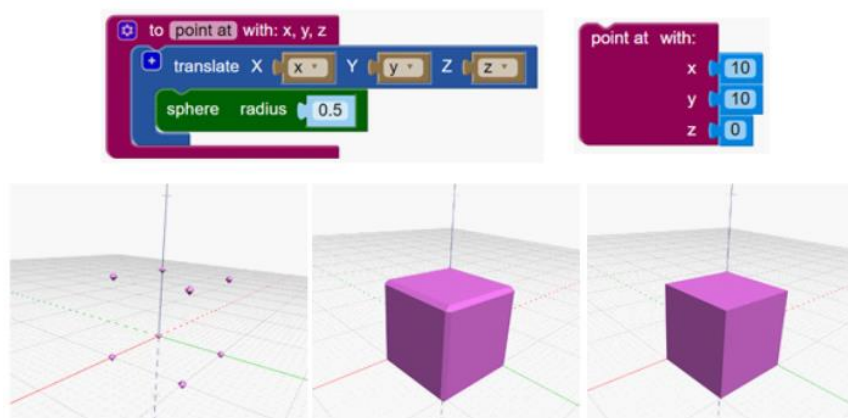 to point at with: x, y, z
translate X x Y y Z z
sphere radius 0.5
point at with:
x 10
y 10
z 0